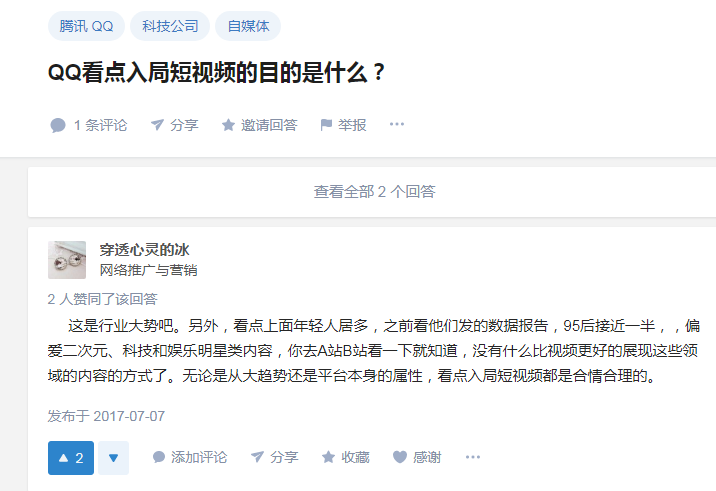 腾讯 QQ 科技公司 自媒体
QQ看点入局短视频的目的是什么？
1 条评论 分享 邀请回答 举报 ···
查看全部 2 个回答
穿透心灵的冰
网络推广与营销
2 人赞同了该回答
这是行业大势吧。另外，看点上面年轻人居多，之前看他们发的数据报告，95后接近一半，，偏
爱二次元、科技和娱乐明星类内容，你去A站B站看一下就知道，没有什么比视频更好的展现这些领
域的内容的方式了。无论是从大趋势还是平台本身的属性，看点入局短视频都是合情合理的。
发布于 2017-07-07
2 添加评论 分享 收藏 感谢 ···